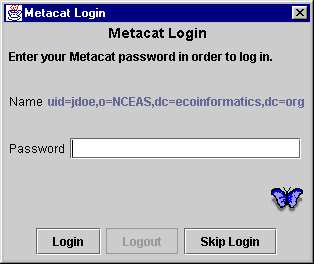 Metacat Login
Metacat Login
Enter your Metacat password in order to log in.
Name uid=jdoe,o=NCEAS,dc=ecoinformatics,dc=org
Password
Login Logout Skip Login